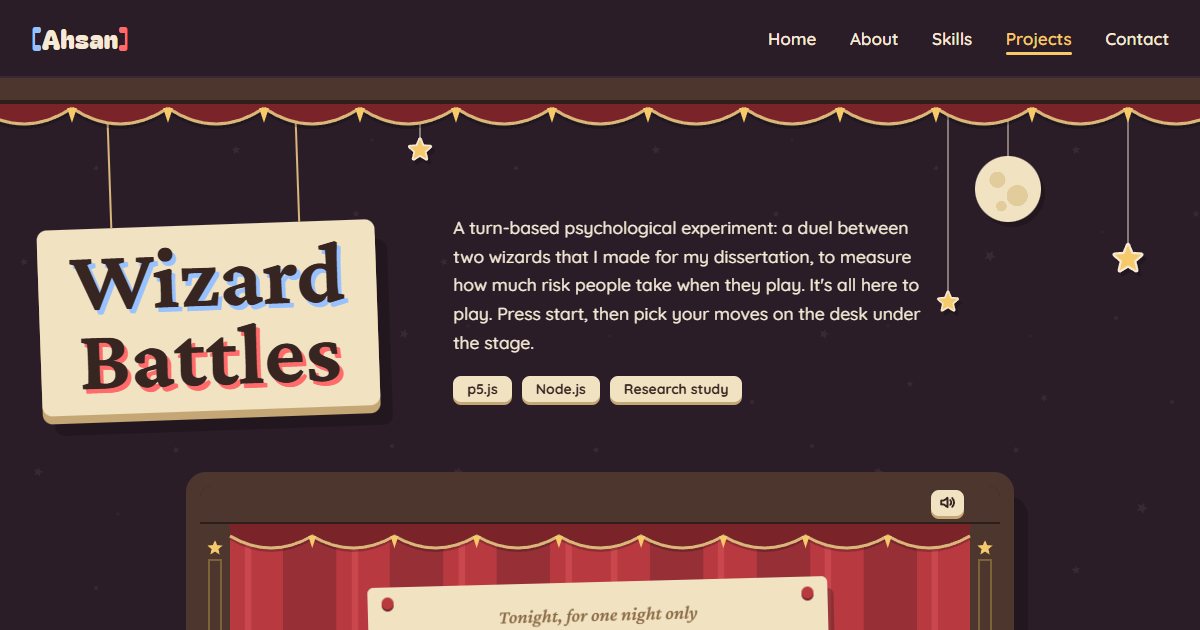 [Ahsan]
Home About Skills Projects Contact
Wizard
Battles
A turn-based psychological experiment: a duel between
two wizards that I made for my dissertation, to measure
how much risk people take when they play. It's all here to
play. Press start, then pick your moves on the desk under
the stage.
p5.js Node.js Research study
Tonight, for one night only